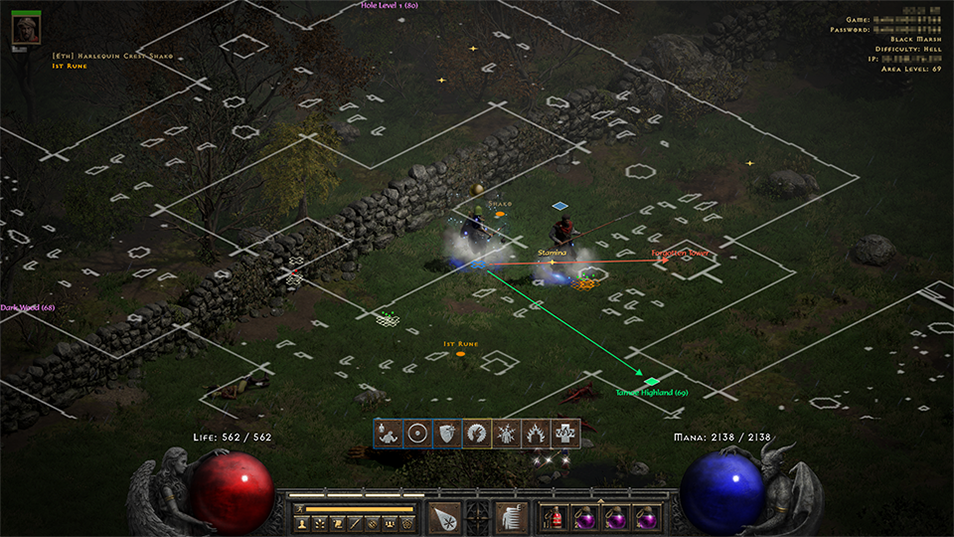 Hole Level 1 (80)
Game:
Password:
Black Marsh
Difficulty: Hell
IP:
Area Level: 69
[Eth] Harlequin Crest Shako
Ist Rune
Shako
Stamina
Forgotten Tower
Dark Wood (68)
Ist Rune
Tamoe Highland (69)
Life: 562 / 562
Mana: 2138 / 2138